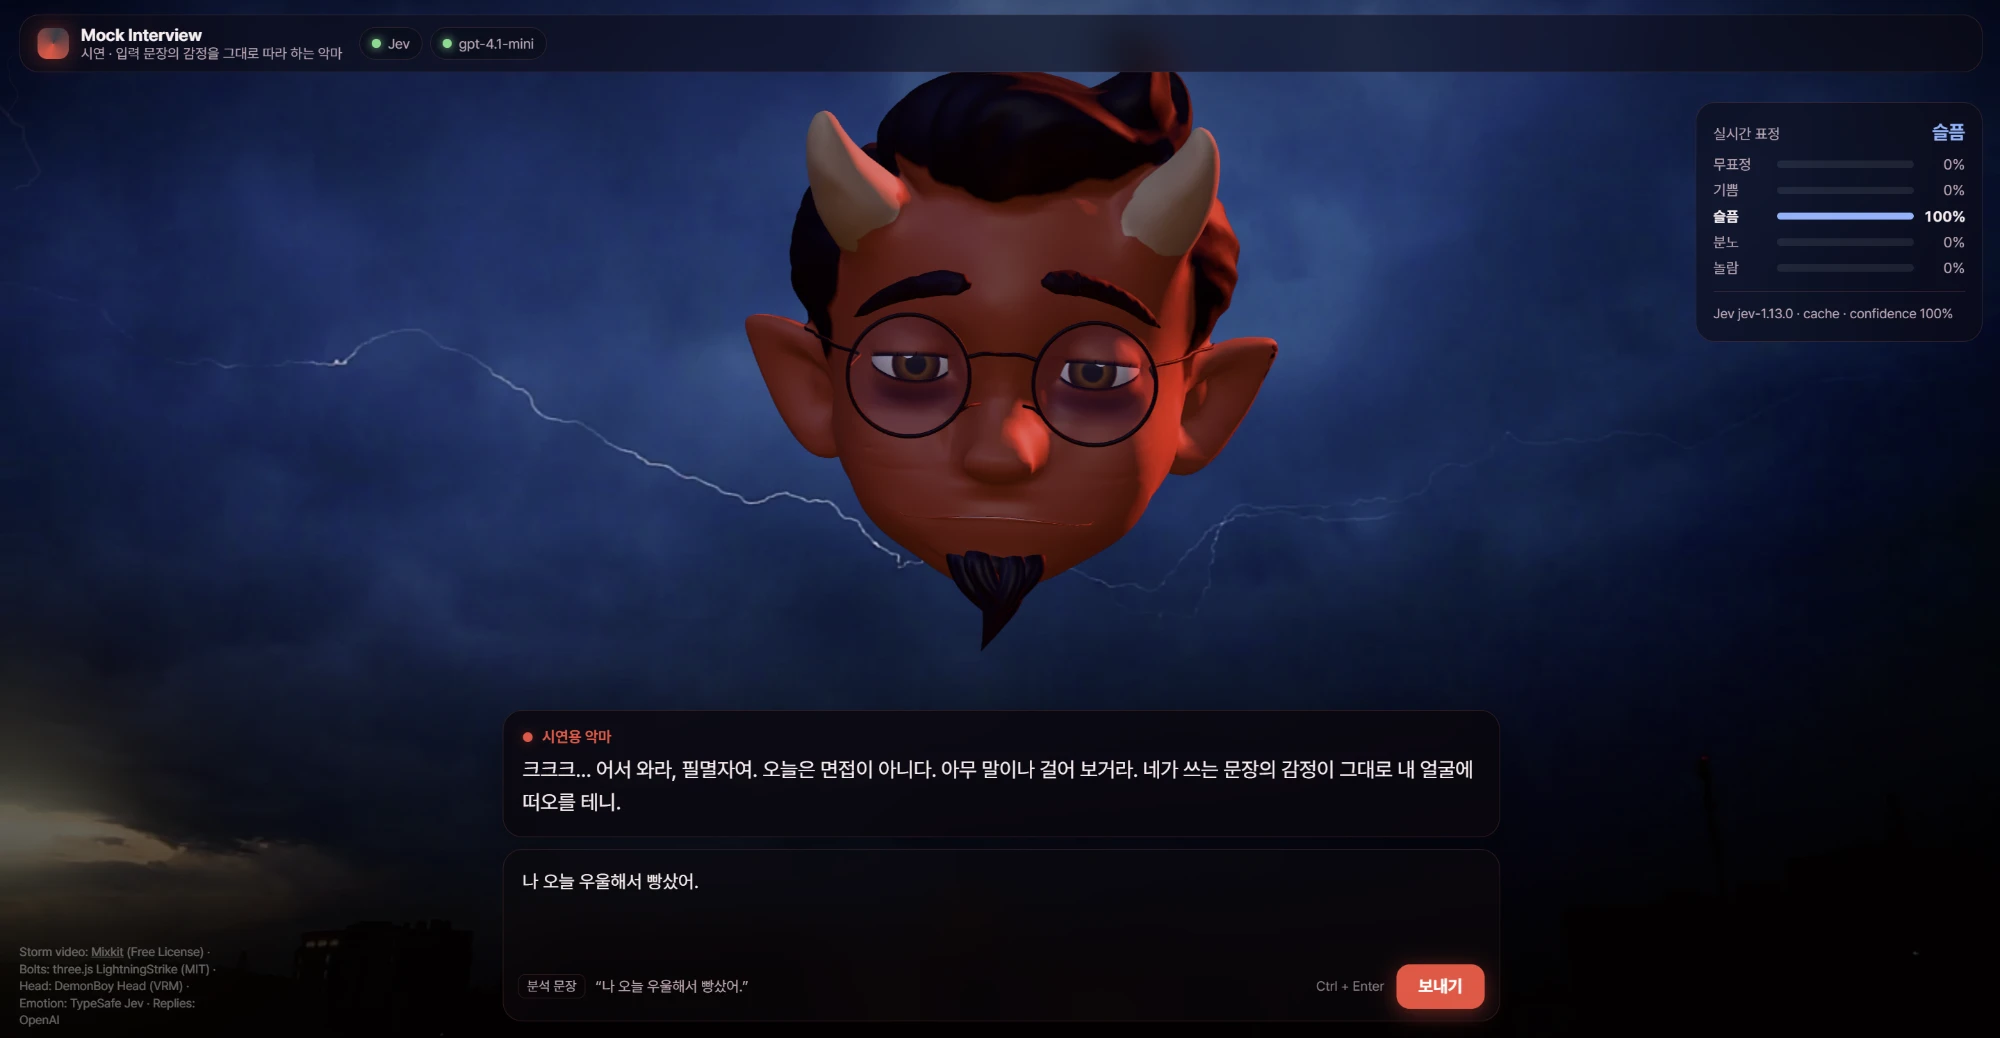 Mock Interview
시연 · 입력 문장의 감정을 그대로 따라 하는 악마
Jev
gpt-4.1-mini
실시간 표정
슬픔
무표정 0%
기쁨 0%
슬픔 100%
분노 0%
놀람 0%
Jev jev-1.13.0 · cache · confidence 100%
시연용 악마
크크크... 어서 와라, 필멸자여. 오늘은 면접이 아니다. 아무 말이나 걸어 보거라. 네가 쓰는 문장의 감정이 그대로 내 얼굴에
떠오를 테니.
나 오늘 우울해서 빵샀어.
분석 문장 “나 오늘 우울해서 빵샀어.”
Ctrl + Enter
보내기
Storm video: Mixkit (Free License) ·
Bolts: three.js LightningStrike (MIT) ·
Head: DemonBoy Head (VRM) ·
Emotion: TypeSafe Jev · Replies:
OpenAI